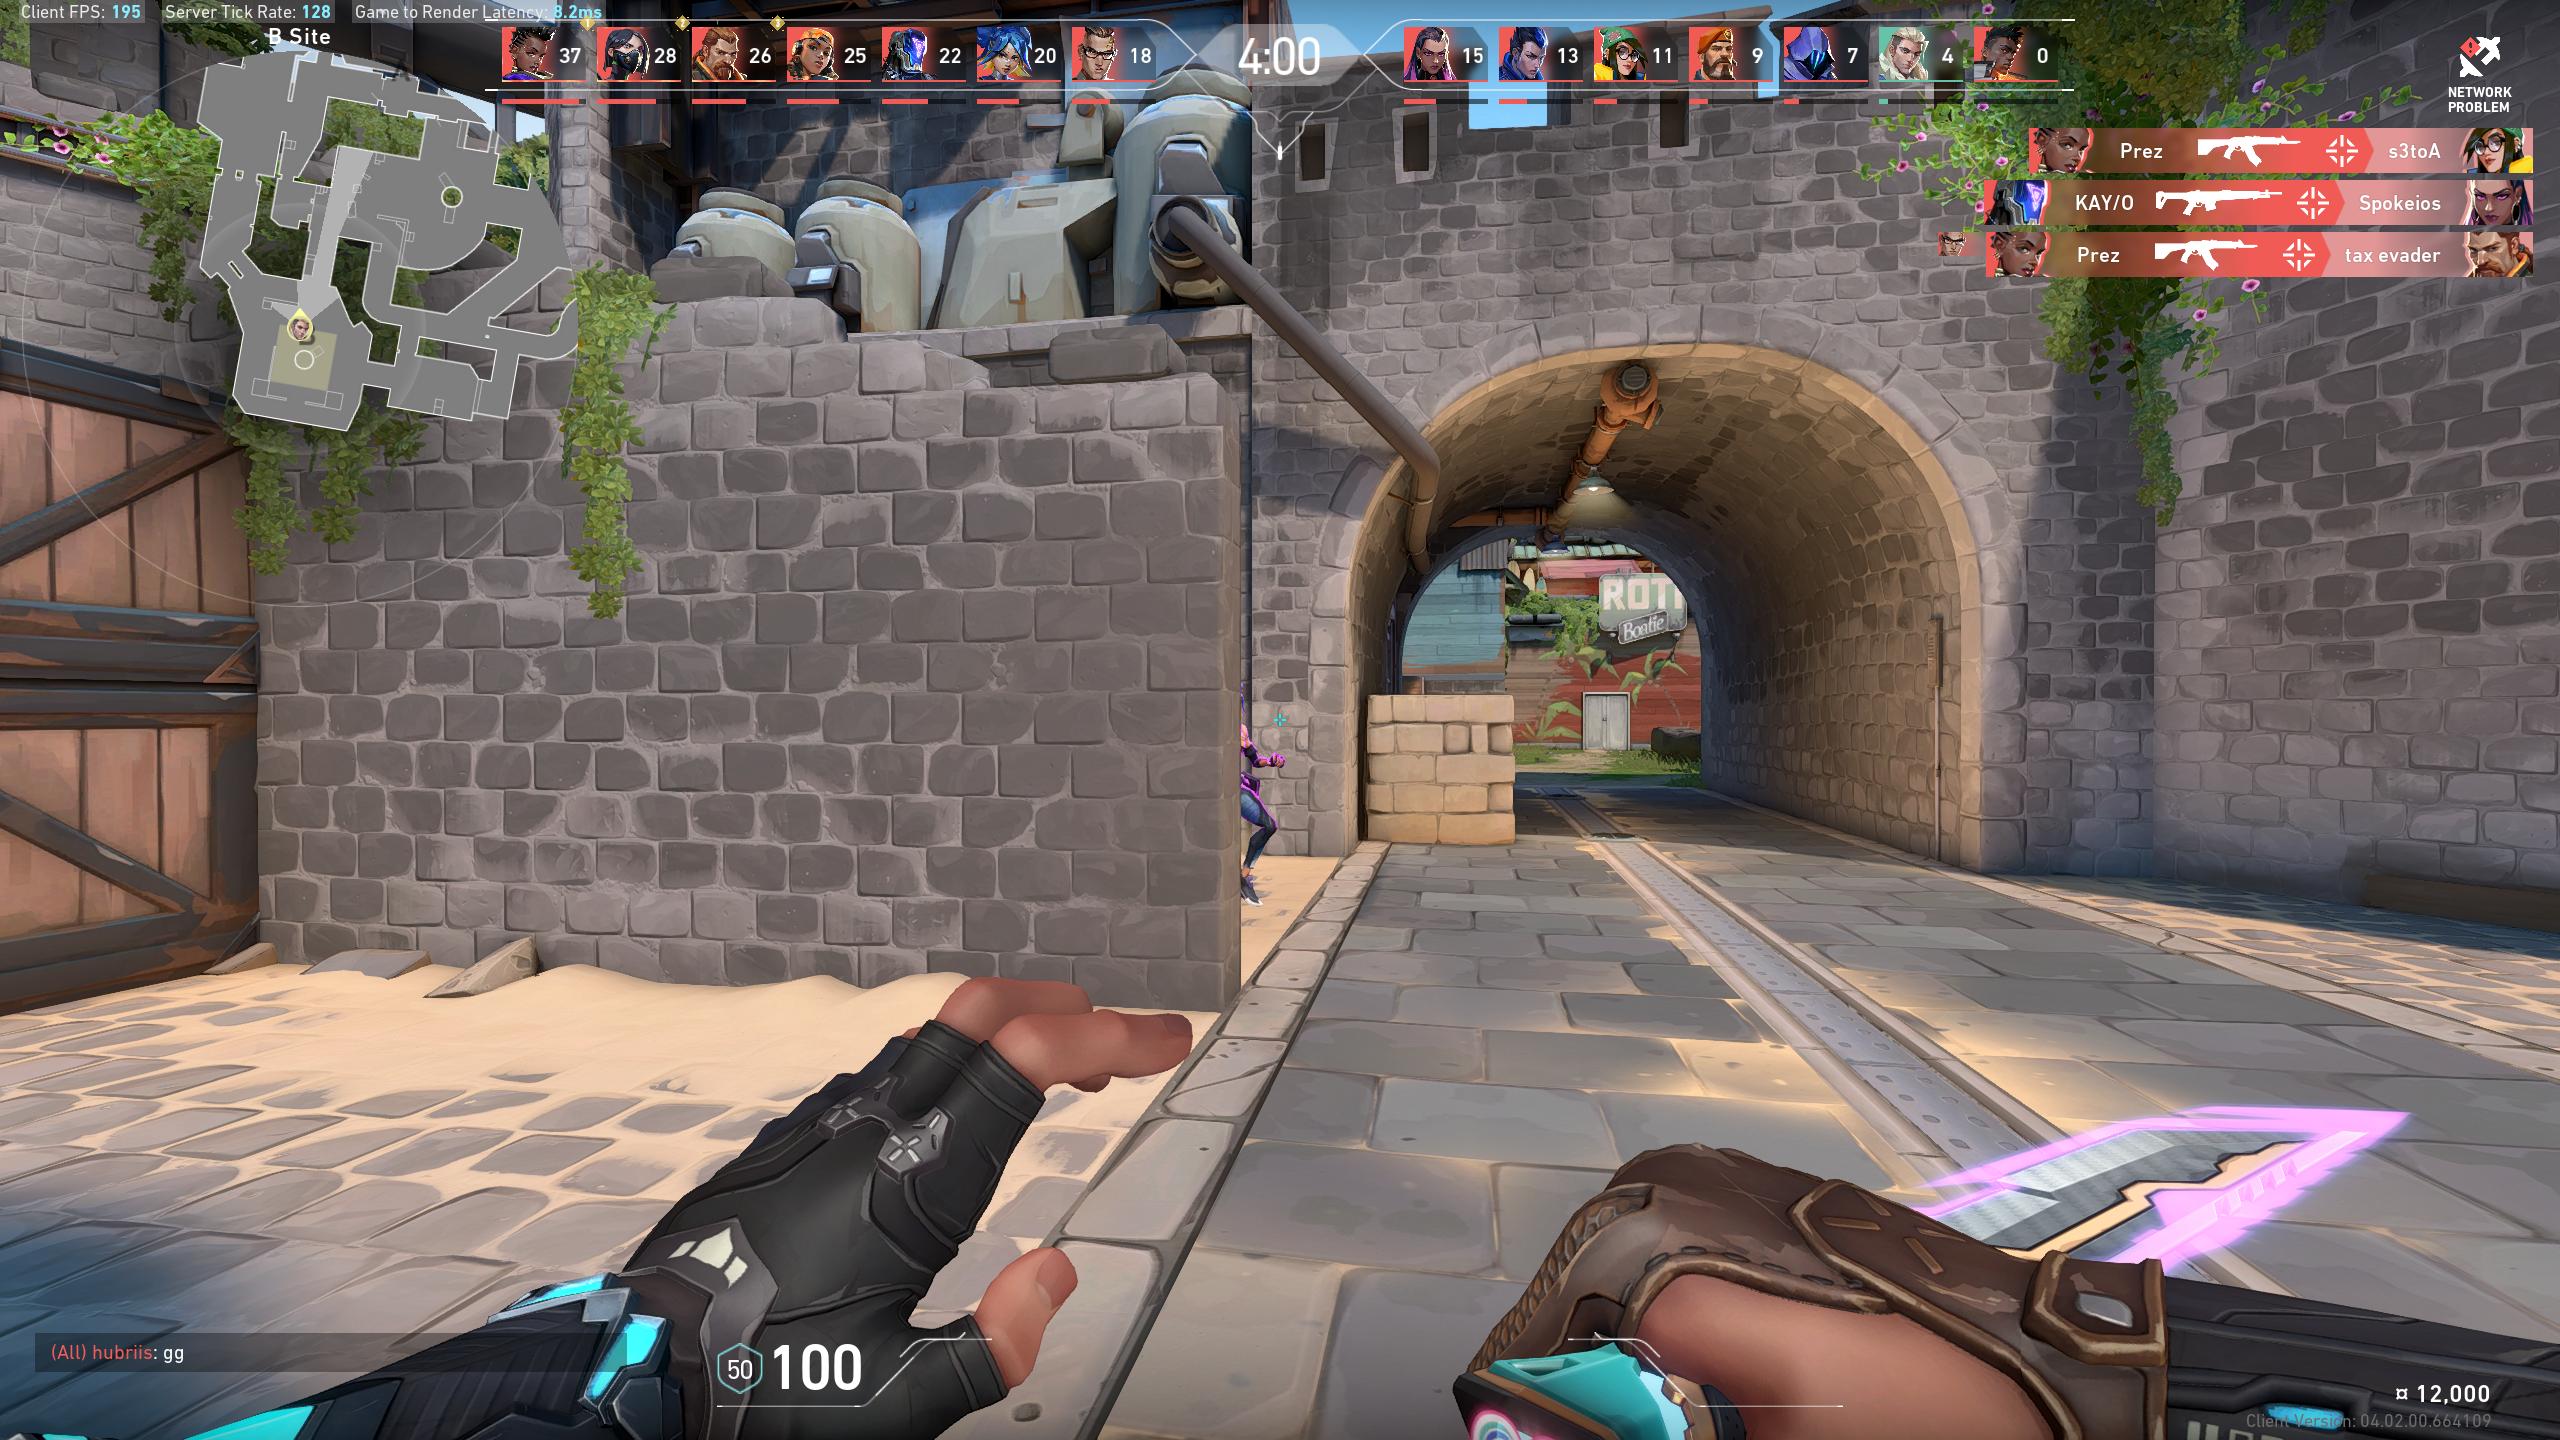 Client FPS: 195 Server Tick Rate: 128 Game to Render Latency: 8.2ms
B Site
37 28 26 25 22 20 18
4:00
15 13 11 9 7 4 0
NETWORK
PROBLEM
Prez s3toA
KAY/O Spokeios
Prez tax evader
ROTI
Boatie
(All) hubriis: gg
50 100
¤ 12,000
Client Version: 04.02.00.664109